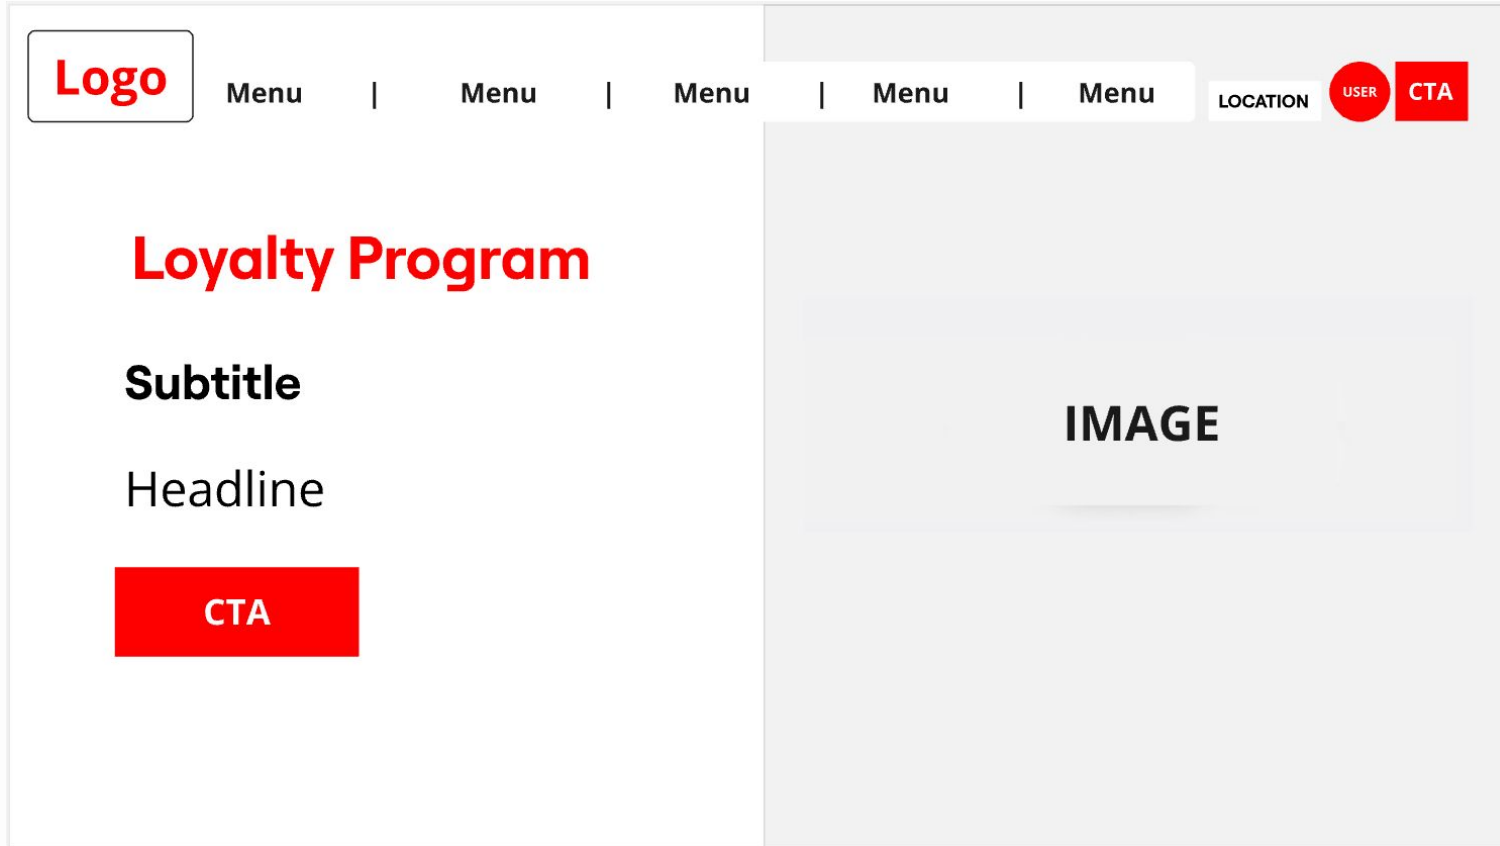 Logo
Menu | Menu | Menu | Menu | Menu LOCATION USER CTA
Loyalty Program
Subtitle
Headline
CTA
IMAGE